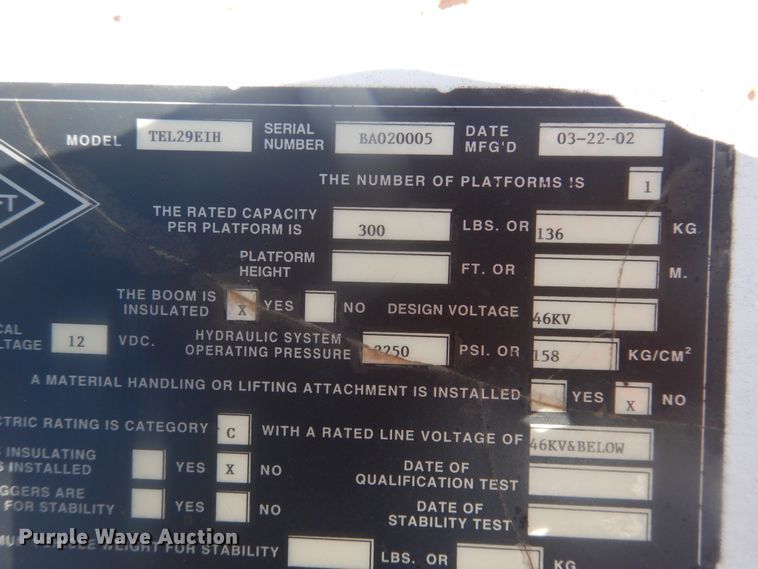 MODEL TEL29EIH SERIAL NUMBER BA020005 DATE MFG'D 03-22-02
THE NUMBER OF PLATFORMS IS 1
FT
THE RATED CAPACITY PER PLATFORM IS 300 LBS. OR 136 KG
PLATFORM HEIGHT FT. OR M.
THE BOOM IS INSULATED X YES NO DESIGN VOLTAGE 46KV
CAL LTAGE 12 VDC. HYDRAULIC SYSTEM OPERATING PRESSURE 2250 PSI. OR 158 KG/CM²
A MATERIAL HANDLING OR LIFTING ATTACHMENT IS INSTALLED YES X NO
CTRIC RATING IS CATEGORY C WITH A RATED LINE VOLTAGE OF 46KV&BELOW
S INSULATING S INSTALLED YES X NO DATE OF QUALIFICATION TEST
GGERS ARE FOR STABILITY YES NO DATE OF STABILITY TEST
WEIGHT FOR STABILITY LBS. OR KG
Purple Wave Auction